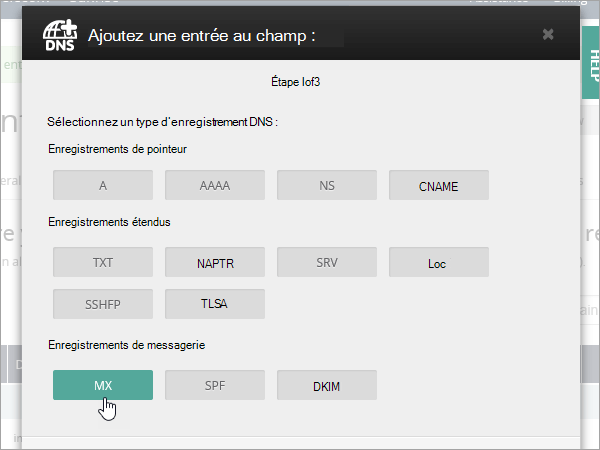 DNS
Ajoutez une entrée au champ :
HELP
Étape lof3
Sélectionnez un type d'enregistrement DNS :
Enregistrements de pointeur
A
AAAA
NS
CNAME
Enregistrements étendus
TXT
NAPTR
SRV
Loc
SSHFP
TLSA
Enregistrements de messagerie
MX
SPF
DKIM